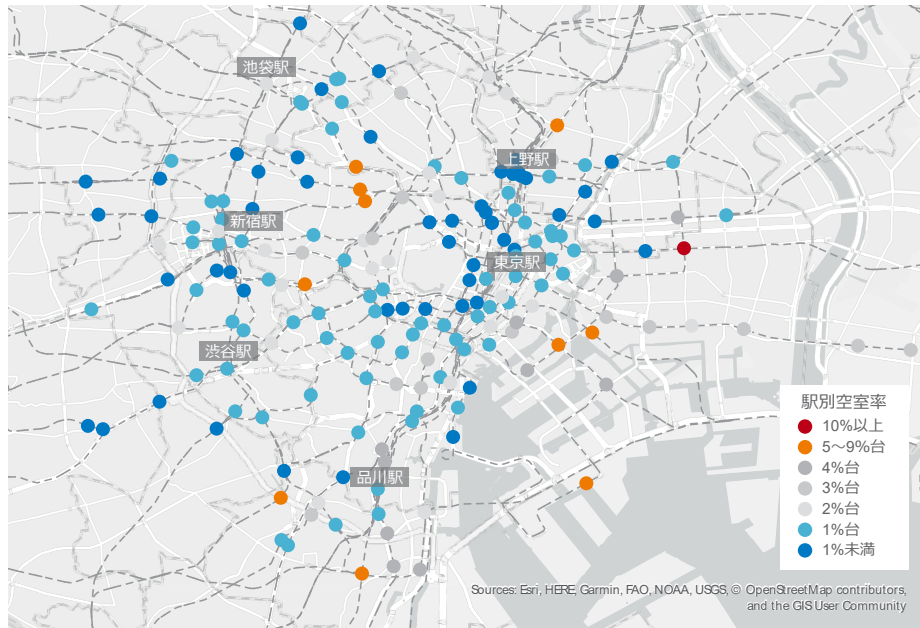 池袋駅
上野駅
新宿駅
東京駅
渋谷駅
品川駅
駅別空室率
10%以上
5～9%台
4%台
3%台
2%台
1%台
1%未満
Sources: Esri, HERE, Garmin, FAO, NOAA, USGS, © OpenStreetMap contributors,
and the GIS User Community